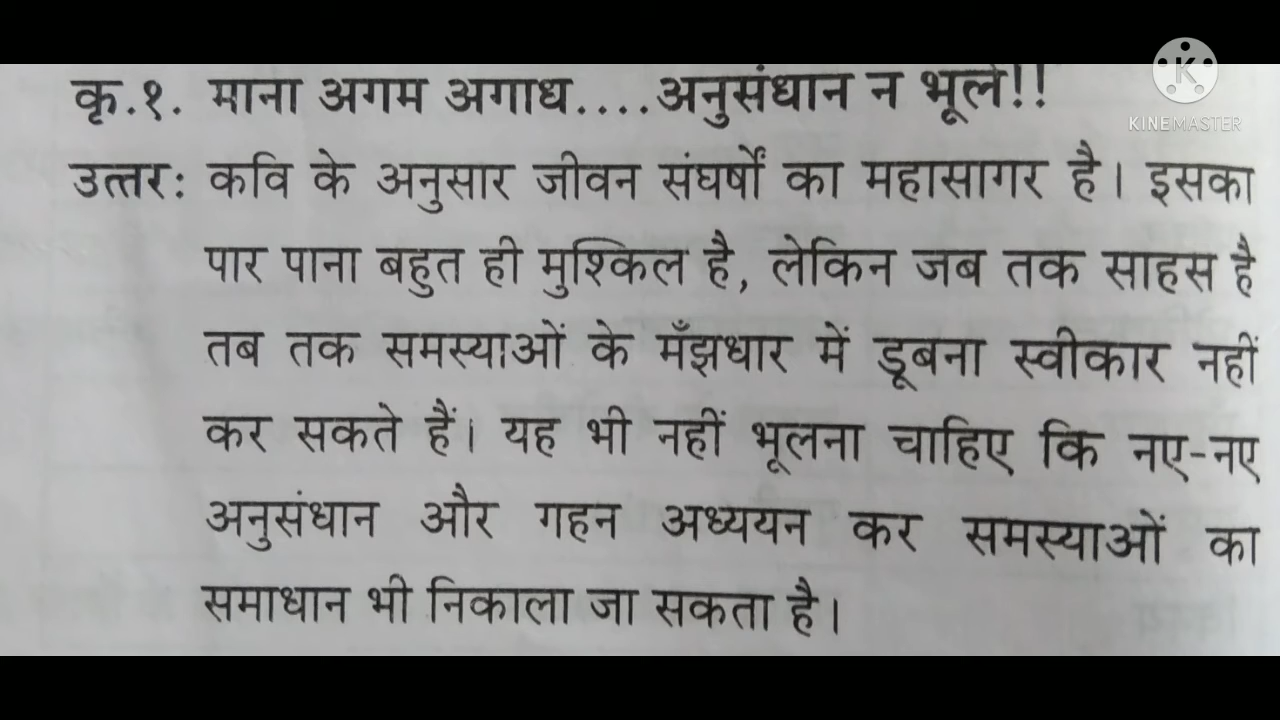 कृ.१. माना अगम अगाध....अनुसंधान न भूलें!!
KINEMASTER
उत्तर: कवि के अनुसार जीवन संघर्षों का महासागर है। इसका
पार पाना बहुत ही मुश्किल है, लेकिन जब तक साहस है
तब तक समस्याओं के मँझधार में डूबना स्वीकार नहीं
कर सकते हैं। यह भी नहीं भूलना चाहिए कि नए-नए
अनुसंधान और गहन अध्ययन कर समस्याओं का
समाधान भी निकाला जा सकता है।